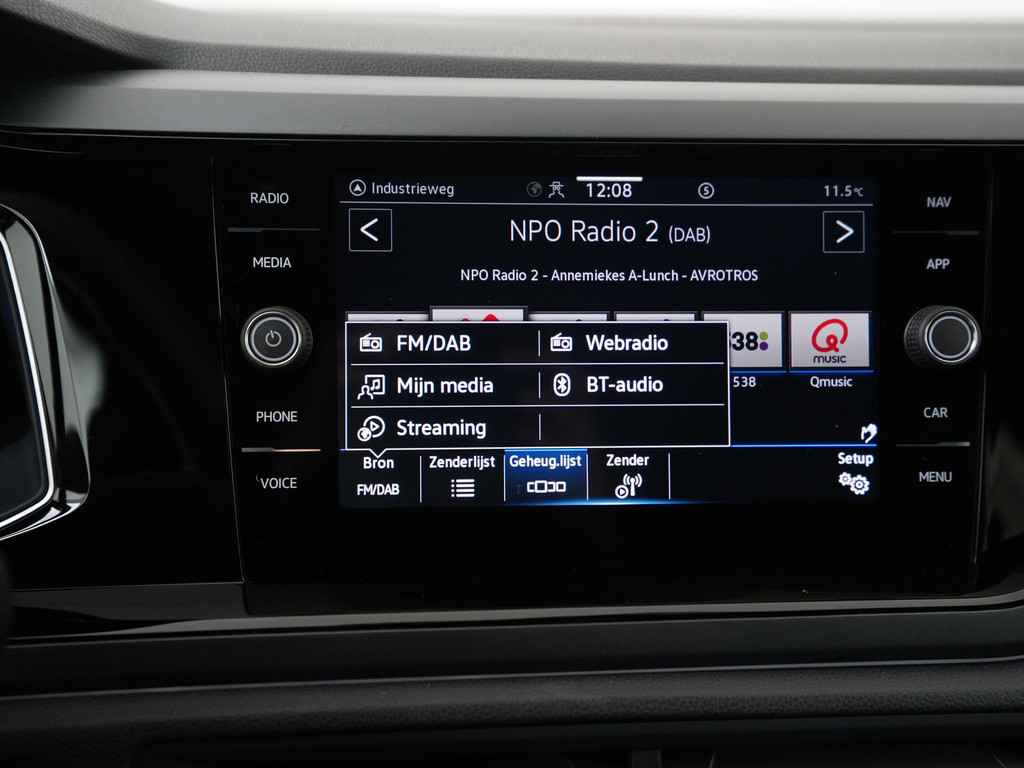 RADIO
MEDIA
PHONE
VOICE
Industrieweg
12:08
5
11.5°C
<
NPO Radio 2 (DAB)
>
NPO Radio 2 - Annemiekes A-Lunch - AVROTROS
FM/DAB
Webradio
Mijn media
BT-audio
Streaming
538
MUSIC
538
Qmusic
Bron
FM/DAB
Zenderlijst
Geheug.lijst
Zender
Setup
NAV
APP
CAR
MENU